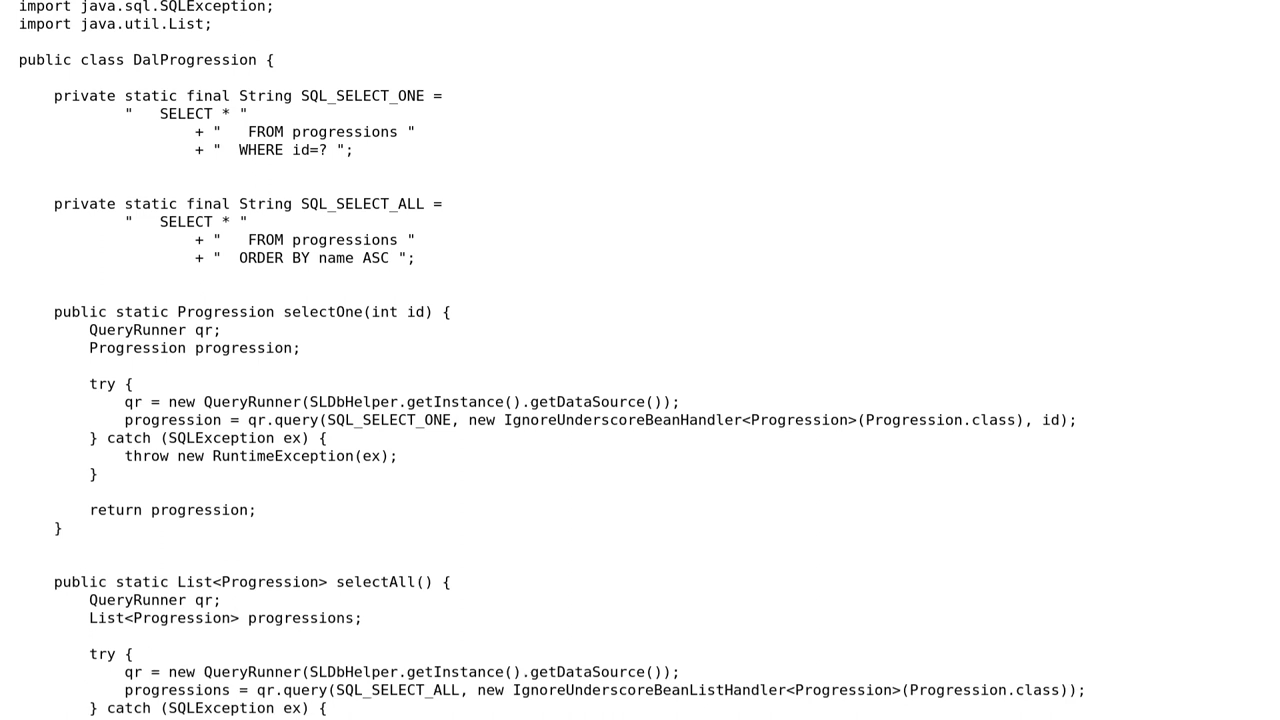 import java.sql.SQLException;
import java.util.List;

public class DalProgression {

    private static final String SQL_SELECT_ONE =
            "   SELECT * "
                    + "   FROM progressions "
                    + "  WHERE id=? ";


    private static final String SQL_SELECT_ALL =
            "   SELECT * "
                    + "   FROM progressions "
                    + "  ORDER BY name ASC ";


    public static Progression selectOne(int id) {
        QueryRunner qr;
        Progression progression;

        try {
            qr = new QueryRunner(SLDbHelper.getInstance().getDataSource());
            progression = qr.query(SQL_SELECT_ONE, new IgnoreUnderscoreBeanHandler<Progression>(Progression.class), id);
        } catch (SQLException ex) {
            throw new RuntimeException(ex);
        }

        return progression;
    }


    public static List<Progression> selectAll() {
        QueryRunner qr;
        List<Progression> progressions;

        try {
            qr = new QueryRunner(SLDbHelper.getInstance().getDataSource());
            progressions = qr.query(SQL_SELECT_ALL, new IgnoreUnderscoreBeanListHandler<Progression>(Progression.class));
        } catch (SQLException ex) {